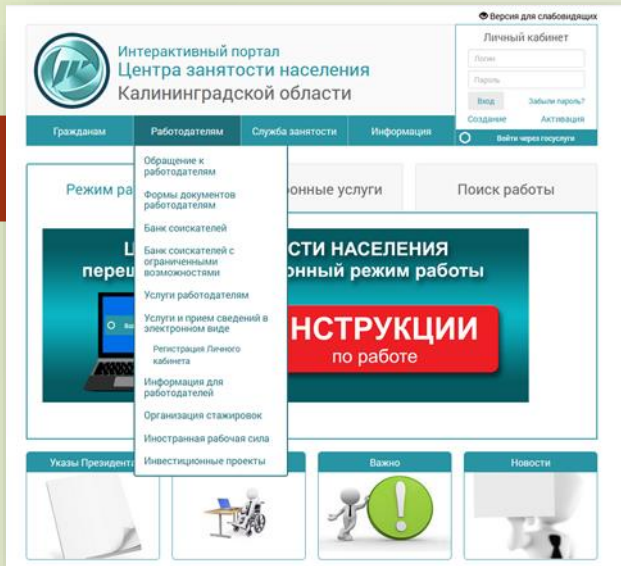 Версия для слабовидящих
Интерактивный портал
Центра занятости населения
Калининградской области
Личный кабинет
Логин
Пароль
Вход Забыли пароль?
Создание Активация
Войти через госуслуги
Гражданам Работодателям Служба занятости Информация
Обращение к
работодателям
Формы документов
работодателям
Банк соискателей
Банк соискателей с
ограниченными
возможностями
Услуги работодателям
Услуги и прием сведений в
электронном виде
Регистрация Личного
кабинета
Информация для
работодателей
Организация стажировок
Иностранная рабочая сила
Инвестиционные проекты
Режим ра онные услуги Поиск работы
Ц СТИ НАСЕЛЕНИЯ
переш онный режим работы
НСТРУКЦИИ
по работе
Указы Президента Важно Новости